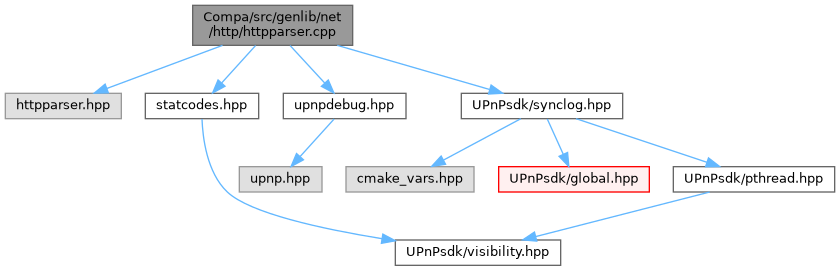 Compa/src/genlib/net
/http/httpparser.cpp
httpparser.hpp
statcodes.hpp
upnpdebug.hpp
UPnPsdk/synclog.hpp
upnp.hpp
cmake_vars.hpp
UPnPsdk/global.hpp
UPnPsdk/pthread.hpp
UPnPsdk/visibility.hpp